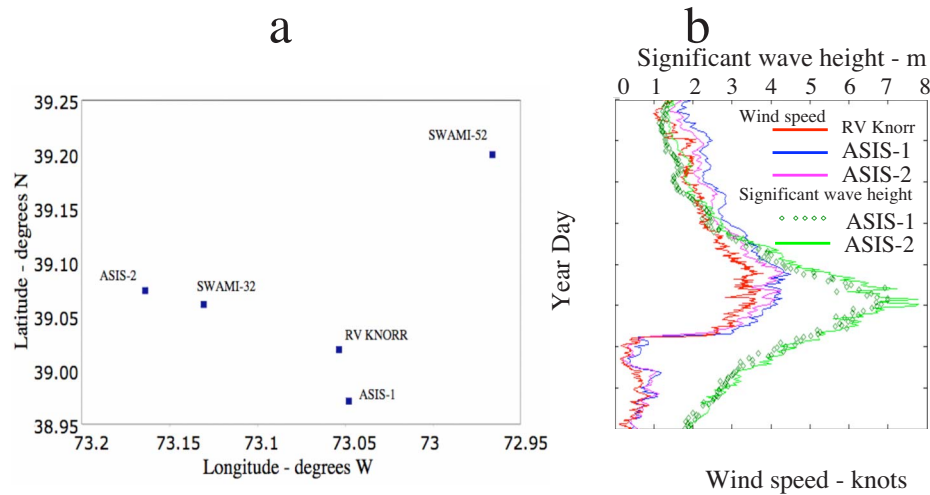 a
39.25
39.20
39.15
39.10
39.05
39.00
38.95
Latitude - degrees N
SWAMI-52
ASIS-2
SWAMI-32
RV KNORR
ASIS-1
73.2
73.15
73.1
73.05
73
72.95
Longitude - degrees W
b
Significant wave height - m
0 1 2 3 4 5 6 7 8
Wind speed
RV Knorr
ASIS-1
ASIS-2
Significant wave height
ASIS-1
ASIS-2
Year Day
Wind speed - knots